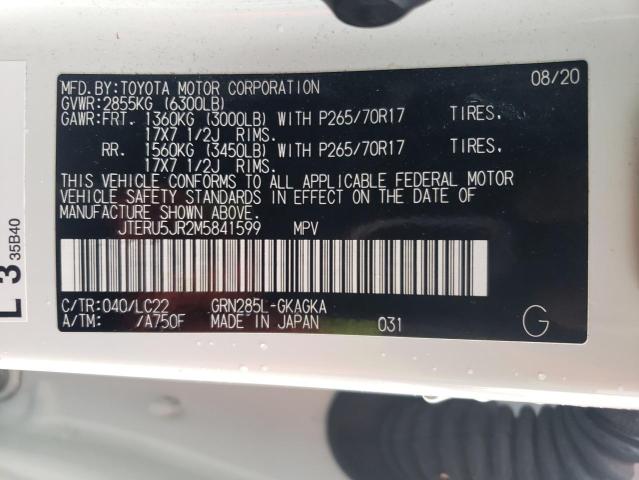 MFD.BY:TOYOTA MOTOR CORPORATION 08/20
GVWR:2855KG (6300LB)
GAWR:FRT. 1360KG (3000LB) WITH P265/70R17 TIRES,
17X7 1/2J RIMS.
RR. 1560KG (3450LB) WITH P265/70R17 TIRES,
17X7 1/2J RIMS.
THIS VEHICLE CONFORMS TO ALL APPLICABLE FEDERAL MOTOR
VEHICLE SAFETY STANDARDS IN EFFECT ON THE DATE OF
MANUFACTURE SHOWN ABOVE.
JTERU5JR2M5841599 MPV
C/TR:040/LC22 GRN285L-GKAGKA
A/TM: /A750F MADE IN JAPAN 031 G
L 3
35B40